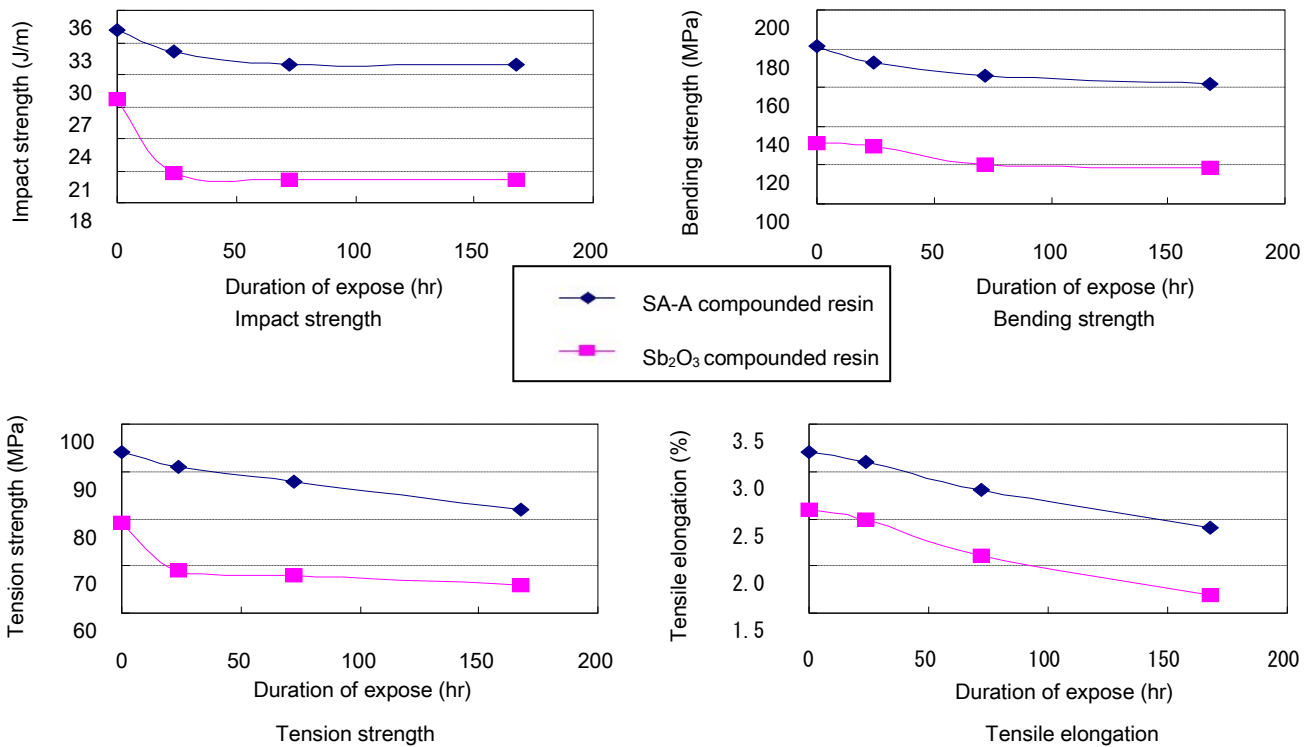 Impact strength (J/m)
36
33
30
27
24
21
18
0 50 100 150 200
Duration of expose (hr)
Impact strength
Bending strength (MPa)
200
180
160
140
120
100
0 50 100 150 200
Duration of expose (hr)
Bending strength
SA-A compounded resin
Sb₂O₃ compounded resin
Tension strength (MPa)
100
90
80
70
60
0 50 100 150 200
Duration of expose (hr)
Tension strength
Tensile elongation (%)
3.5
3.0
2.5
2.0
1.5
0 50 100 150 200
Duration of expose (hr)
Tensile elongation